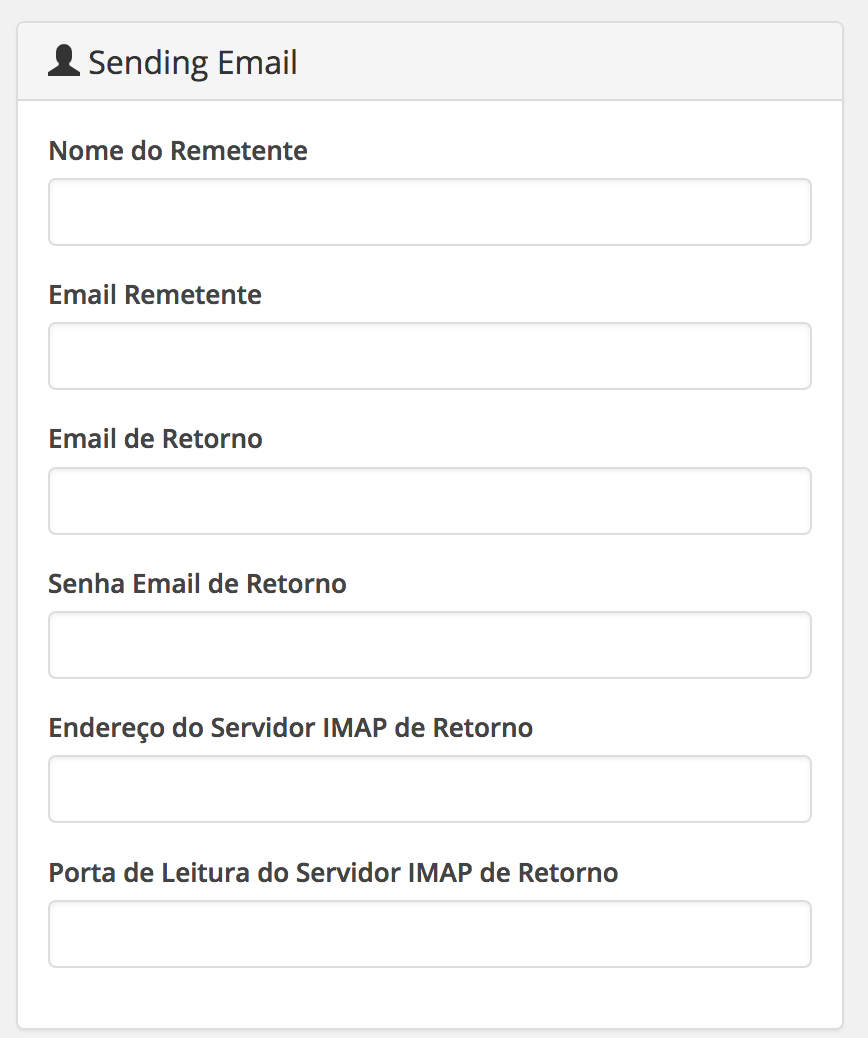 Sending Email
Nome do Remetente
Email Remetente
Email de Retorno
Senha Email de Retorno
Endereço do Servidor IMAP de Retorno
Porta de Leitura do Servidor IMAP de Retorno